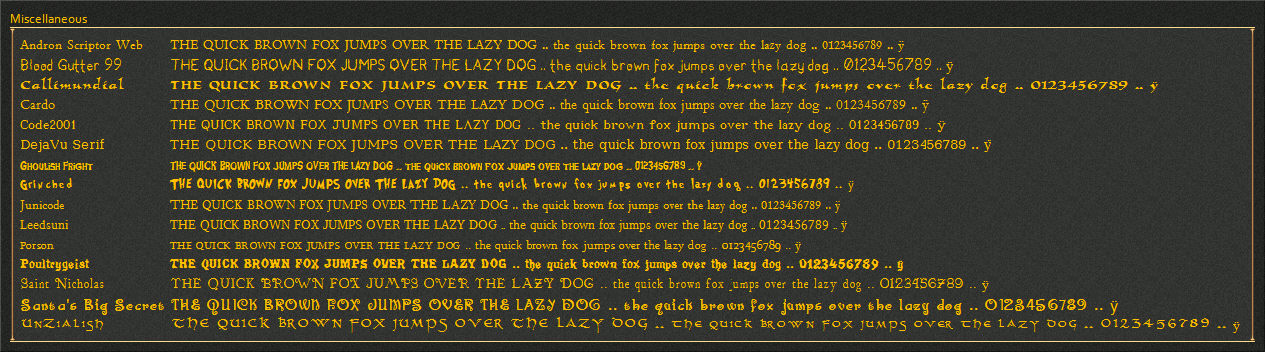 Miscellaneous
Andron Scriptor Web THE QUICK BROWN FOX JUMPS OVER THE LAZY DOG .. the quick brown fox jumps over the lazy dog .. 0123456789 .. ÿ
Blood Gutter 99 THE QUICK BROWN FOX JUMPS OVER THE LAZY DOG .. the quick brown fox jumps over the lazy dog .. 0123456789 .. ÿ
Callimundial THE QUICK BROWN FOX JUMPS OVER THE LAZY DOG .. the quick brown fox jumps over the lazy dog .. 0123456789 .. ÿ
Cardo THE QUICK BROWN FOX JUMPS OVER THE LAZY DOG .. the quick brown fox jumps over the lazy dog .. 0123456789 .. ÿ
Code2001 THE QUICK BROWN FOX JUMPS OVER THE LAZY DOG .. the quick brown fox jumps over the lazy dog .. 0123456789 .. ÿ
DejaVu Serif THE QUICK BROWN FOX JUMPS OVER THE LAZY DOG .. the quick brown fox jumps over the lazy dog .. 0123456789 .. ÿ
Ghoulish Fright THE QUICK BROWN FOX JUMPS OVER THE LAZY DOG .. THE QUICK BROWN FOX JUMPS OVER THE LAZY DOG .. 0123456789 .. Ÿ
Grinched THE QUICK BROWN FOX JUMPS OVER THE LAZY DOG .. the quick brown fox jumps over the lazy dog .. 0123456789 .. ÿ
Junicode THE QUICK BROWN FOX JUMPS OVER THE LAZY DOG .. the quick brown fox jumps over the lazy dog .. 0123456789 .. ÿ
Leedsuni THE QUICK BROWN FOX JUMPS OVER THE LAZY DOG .. the quick brown fox jumps over the lazy dog .. 0123456789 .. ÿ
Porson THE QUICK BROWN FOX JUMPS OVER THE LAZY DOG .. the quick brown fox jumps over the lazy dog .. 0123456789 .. ÿ
Poultrygeist THE QUICK BROWN FOX JUMPS OVER THE LAZY DOG .. the quick brown fox jumps over the lazy dog .. 0123456789 .. ÿ
Saint Nicholas THE QUICK BROWN FOX JUMPS OVER THE LAZY DOG .. the quick brown fox jumps over the lazy dog .. 0123456789 .. ÿ
Santa's Big Secret THE QUICK BROWN FOX JUMPS OVER THE LAZY DOG .. the quick brown fox jumps over the lazy dog .. 0123456789 .. ÿ
Unzialish THE QUICK BROWN FOX JUMPS OVER THE LAZY DOG .. the quick brown fox jumps over the lazy dog .. 0123456789 .. ÿ